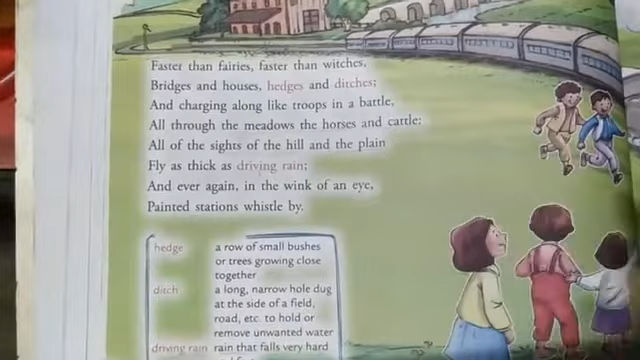 Faster than fairies, faster than witches,
Bridges and houses, hedges and ditches;
And charging along like troops in a battle,
All through the meadows the horses and cattle:
All of the sights of the hill and the plain
Fly as thick as driving rain;
And ever again, in the wink of an eye,
Painted stations whistle by.
hedge a row of small bushes
or trees growing close
together
ditch a long, narrow hole dug
at the side of a field,
road, etc. to hold or
remove unwanted water
driving rain rain that falls very hard